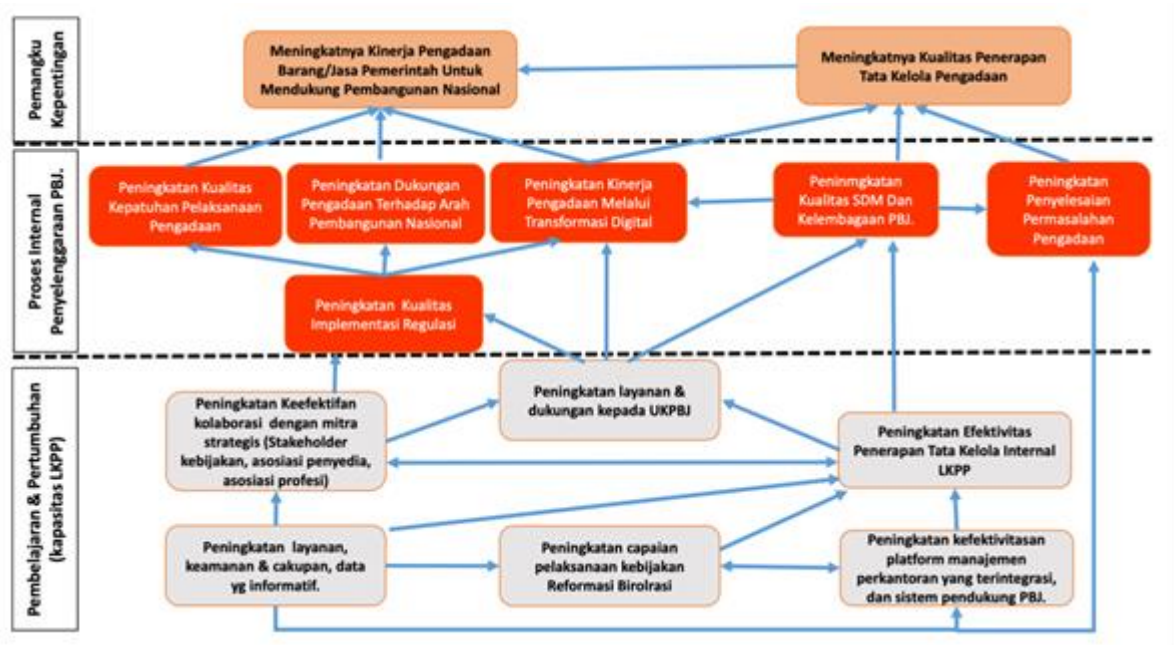 Pemangku
Kepentingan
Meningkatnya Kinerja Pengadaan
Barang/Jasa Pemerintah Untuk
Mendukung Pembangunan Nasional
Meningkatnya Kualitas Penerapan
Tata Kelola Pengadaan
Proses Internal
Penyelenggaraan PBJ.
Peningkatan Kualitas
Kepatuhan Pelaksanaan
Pengadaan
Peningkatan Dukungan
Pengadaan Terhadap Arah
Pembangunan Nasional
Peningkatan Kinerja
Pengadaan Melalui
Transformasi Digital
Peninmgkatan
Kualitas SDM Dan
Kelembagaan PBJ.
Peningkatan
Penyelesaian
Permasalahan
Pengadaan
Peningkatan Kualitas
Implementasi Regulasi
Pembelajaran & Pertumbuhan
(kapasitas LKPP)
Peningkatan Keefektifan
kolaborasi dengan mitra
strategis (Stakeholder
kebijakan, asosiasi penyedia,
asosiasi profesi)
Peningkatan layanan &
dukungan kepada UKPBJ
Peningkatan Efektivitas
Penerapan Tata Kelola Internal
LKPP
Peningkatan layanan,
keamanan & cakupan, data
yg informatif.
Peningkatan capaian
pelaksanaan kebijakan
Reformasi Birolrasi
Peningkatan kefektivitasan
platform manajemen
perkantoran yang terintegrasi,
dan sistem pendukung PBJ.